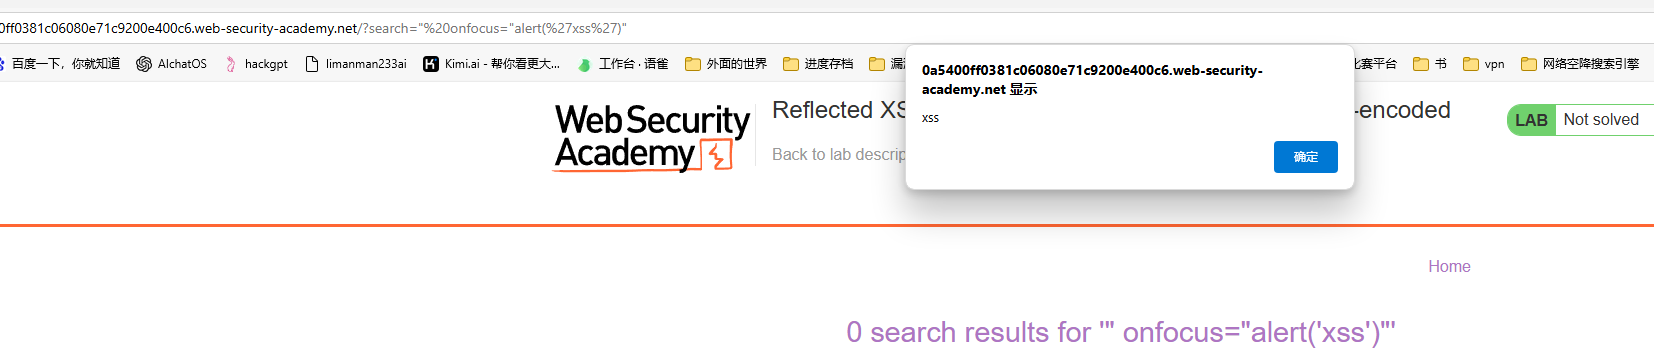 0ff0381c06080e71c9200e400c6.web-security-academy.net/?search="%20onfocus="alert(%27xss%27)"
百度一下，你就知道 AIchatOS hackgpt limanman233ai Kimi.ai - 帮你看更大... 工作台 · 语雀 外面的世界 进度存档 比赛平台 书 vpn 网络空降搜索引擎
0a5400ff0381c06080e71c9200e400c6.web-security-
academy.net 显示
xss
确定
WebSecurity
Academy
Reflected XS
-encoded
Back to lab descrip
LAB Not solved
Home
0 search results for '" onfocus="alert('xss')"'